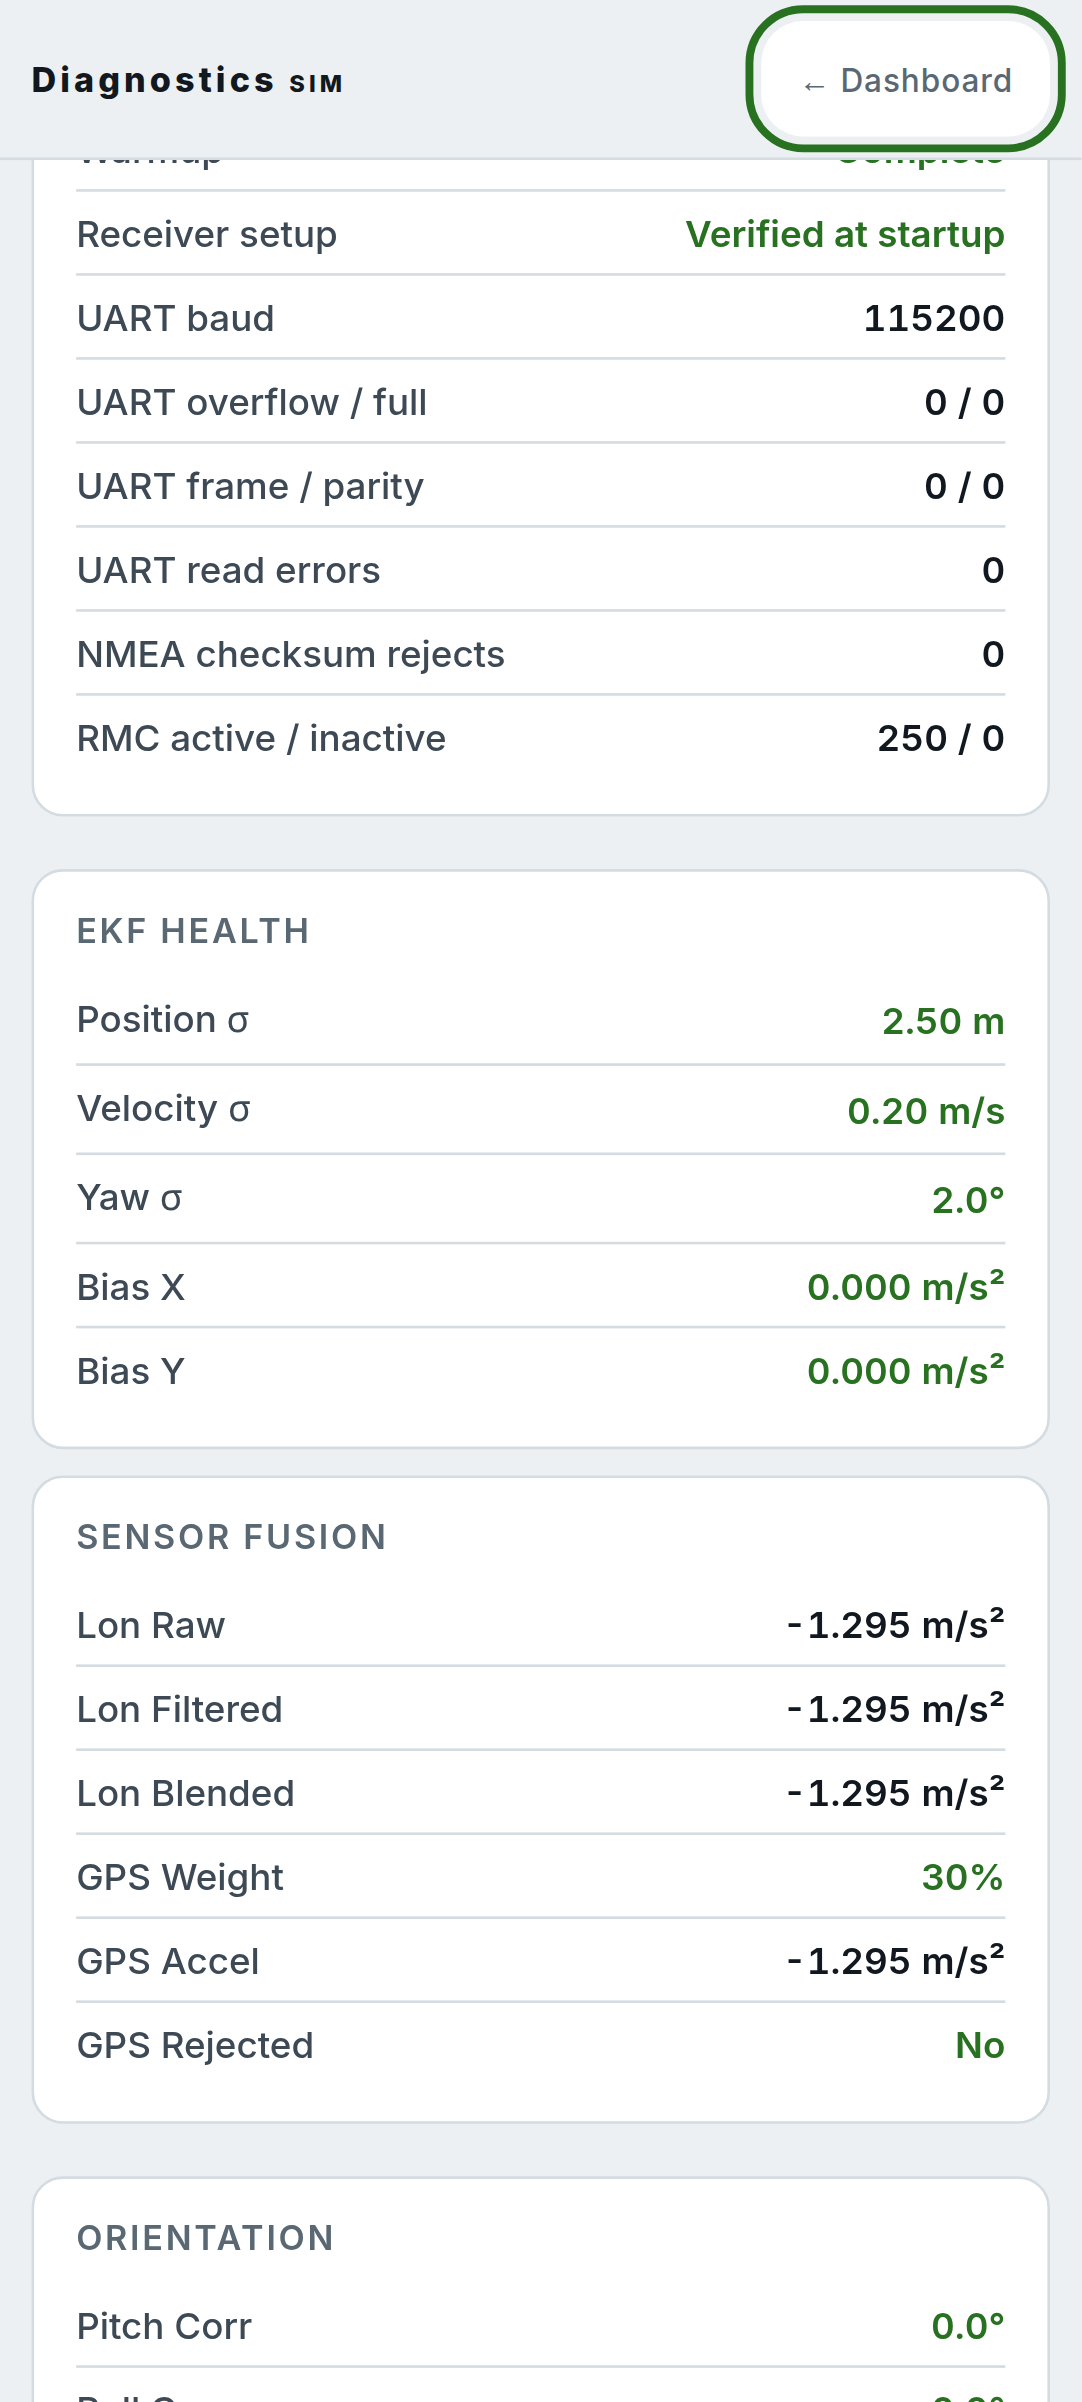 Diagnostics SIM
← Dashboard
Receiver setup Verified at startup
UART baud 115200
UART overflow / full 0 / 0
UART frame / parity 0 / 0
UART read errors 0
NMEA checksum rejects 0
RMC active / inactive 250 / 0
EKF HEALTH
Position σ 2.50 m
Velocity σ 0.20 m/s
Yaw σ 2.0°
Bias X 0.000 m/s²
Bias Y 0.000 m/s²
SENSOR FUSION
Lon Raw -1.295 m/s²
Lon Filtered -1.295 m/s²
Lon Blended -1.295 m/s²
GPS Weight 30%
GPS Accel -1.295 m/s²
GPS Rejected No
ORIENTATION
Pitch Corr 0.0°